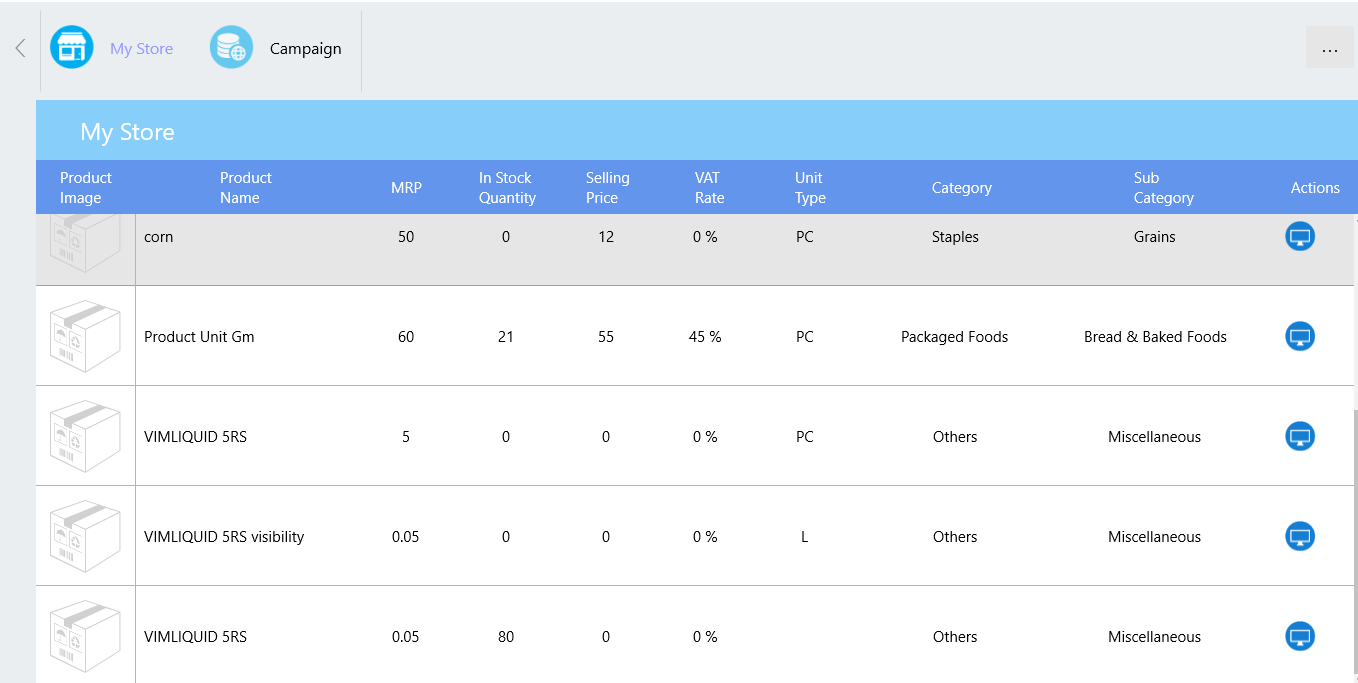 My Store Campaign ...
My Store
Product Image Product Name MRP In Stock Quantity Selling Price VAT Rate Unit Type Category Sub Category Actions
corn 50 0 12 0 % PC Staples Grains
Product Unit Gm 60 21 55 45 % PC Packaged Foods Bread & Baked Foods
VIMLIQUID 5RS 5 0 0 0 % PC Others Miscellaneous
VIMLIQUID 5RS visibility 0.05 0 0 0 % L Others Miscellaneous
VIMLIQUID 5RS 0.05 80 0 0 % Others Miscellaneous